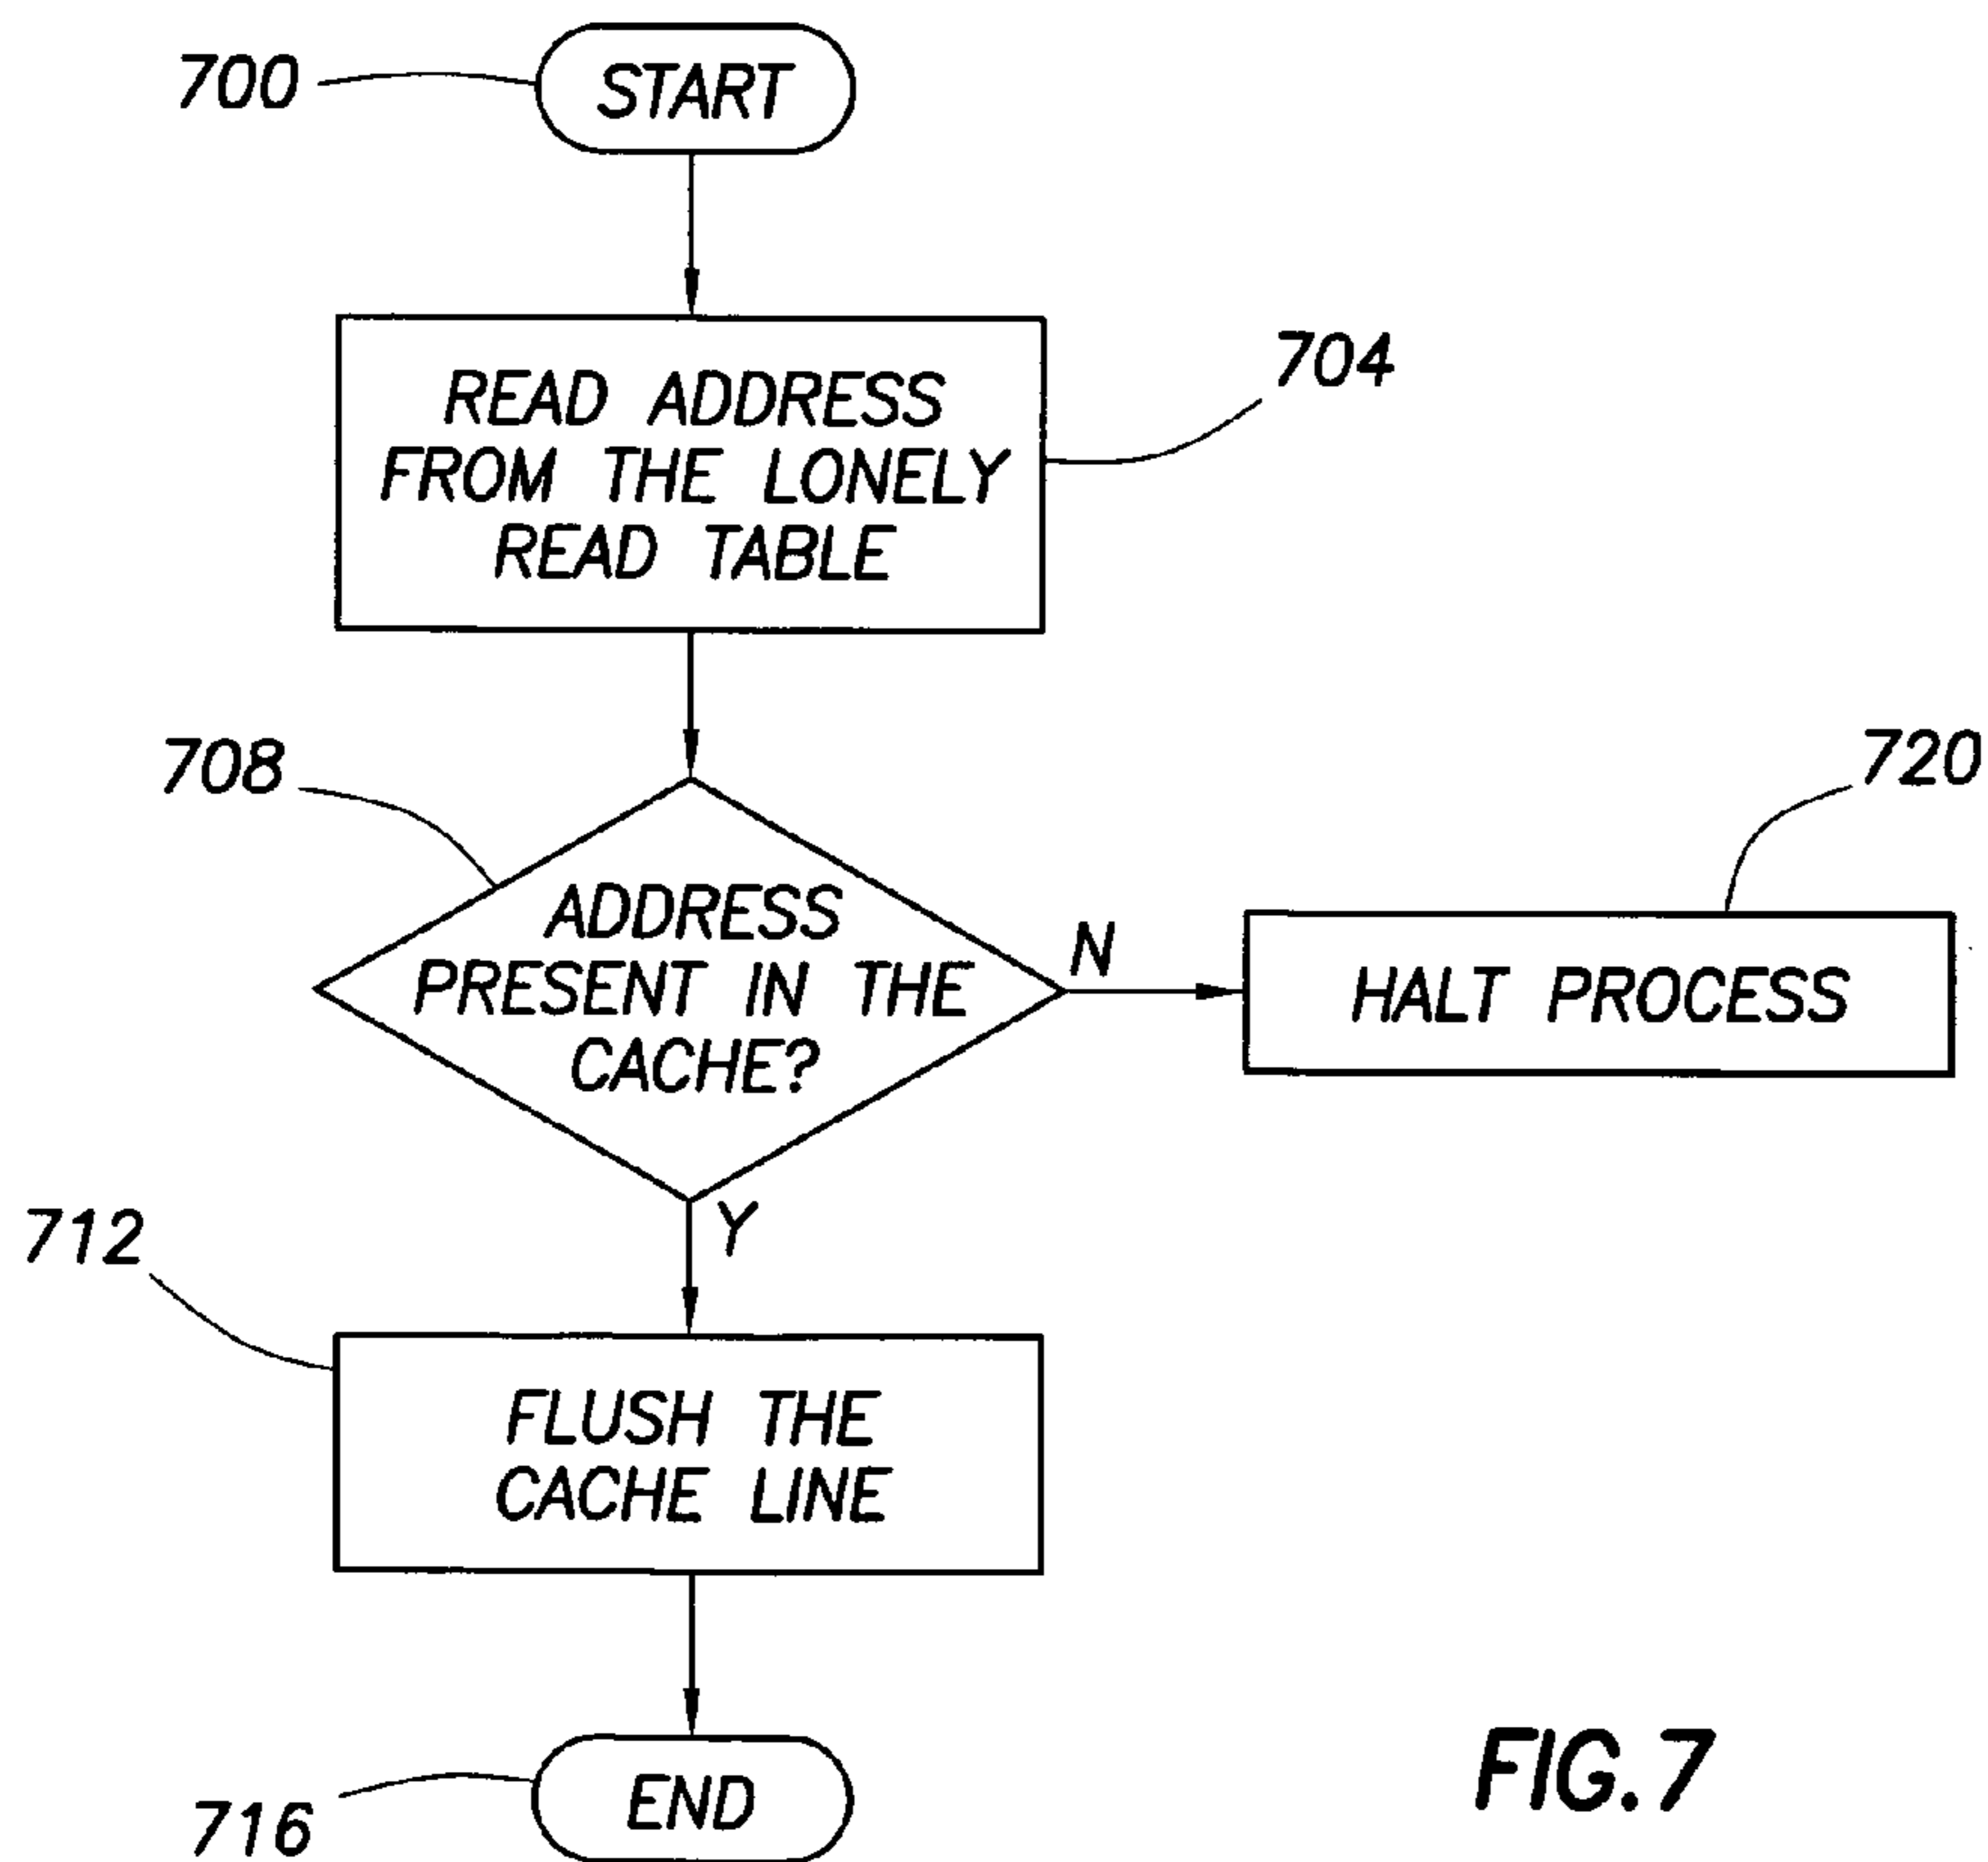 700
START
READ ADDRESS
FROM THE LONELY
READ TABLE
704
708
ADDRESS
PRESENT IN THE
CACHE?
N
720
HALT PROCESS
Y
712
FLUSH THE
CACHE LINE
END
716
FIG.7